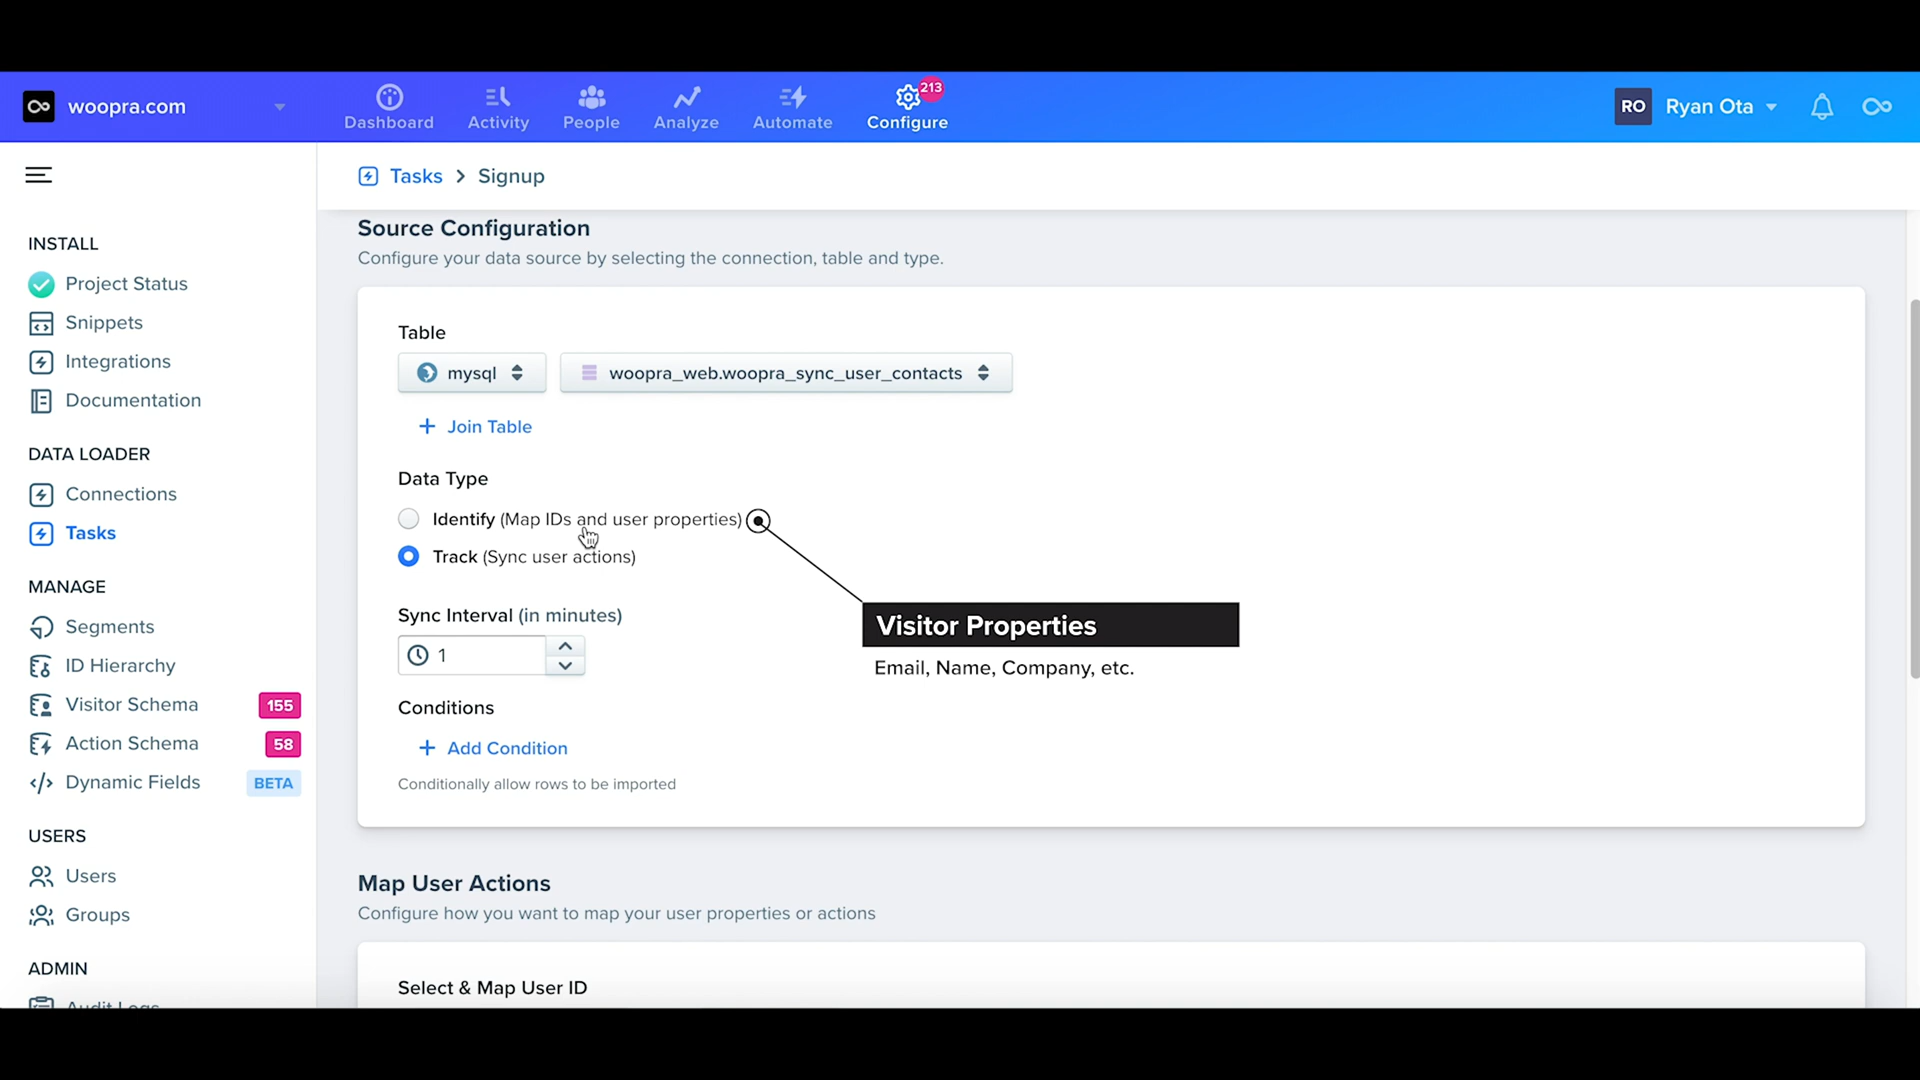 woopra.com
Dashboard
Activity
People
Analyze
Automate
213
Configure
RO
Ryan Ota
Tasks > Signup
INSTALL
Project Status
Snippets
Integrations
Documentation
DATA LOADER
Connections
Tasks
MANAGE
Segments
ID Hierarchy
Visitor Schema 155
Action Schema 58
Dynamic Fields BETA
USERS
Users
Groups
ADMIN
Audit Logs
Source Configuration
Configure your data source by selecting the connection, table and type.
Table
mysql woopra_web.woopra_sync_user_contacts
+ Join Table
Data Type
Identify (Map IDs and user properties)
Track (Sync user actions)
Visitor Properties
Email, Name, Company, etc.
Sync Interval (in minutes)
1
Conditions
+ Add Condition
Conditionally allow rows to be imported
Map User Actions
Configure how you want to map your user properties or actions
Select & Map User ID